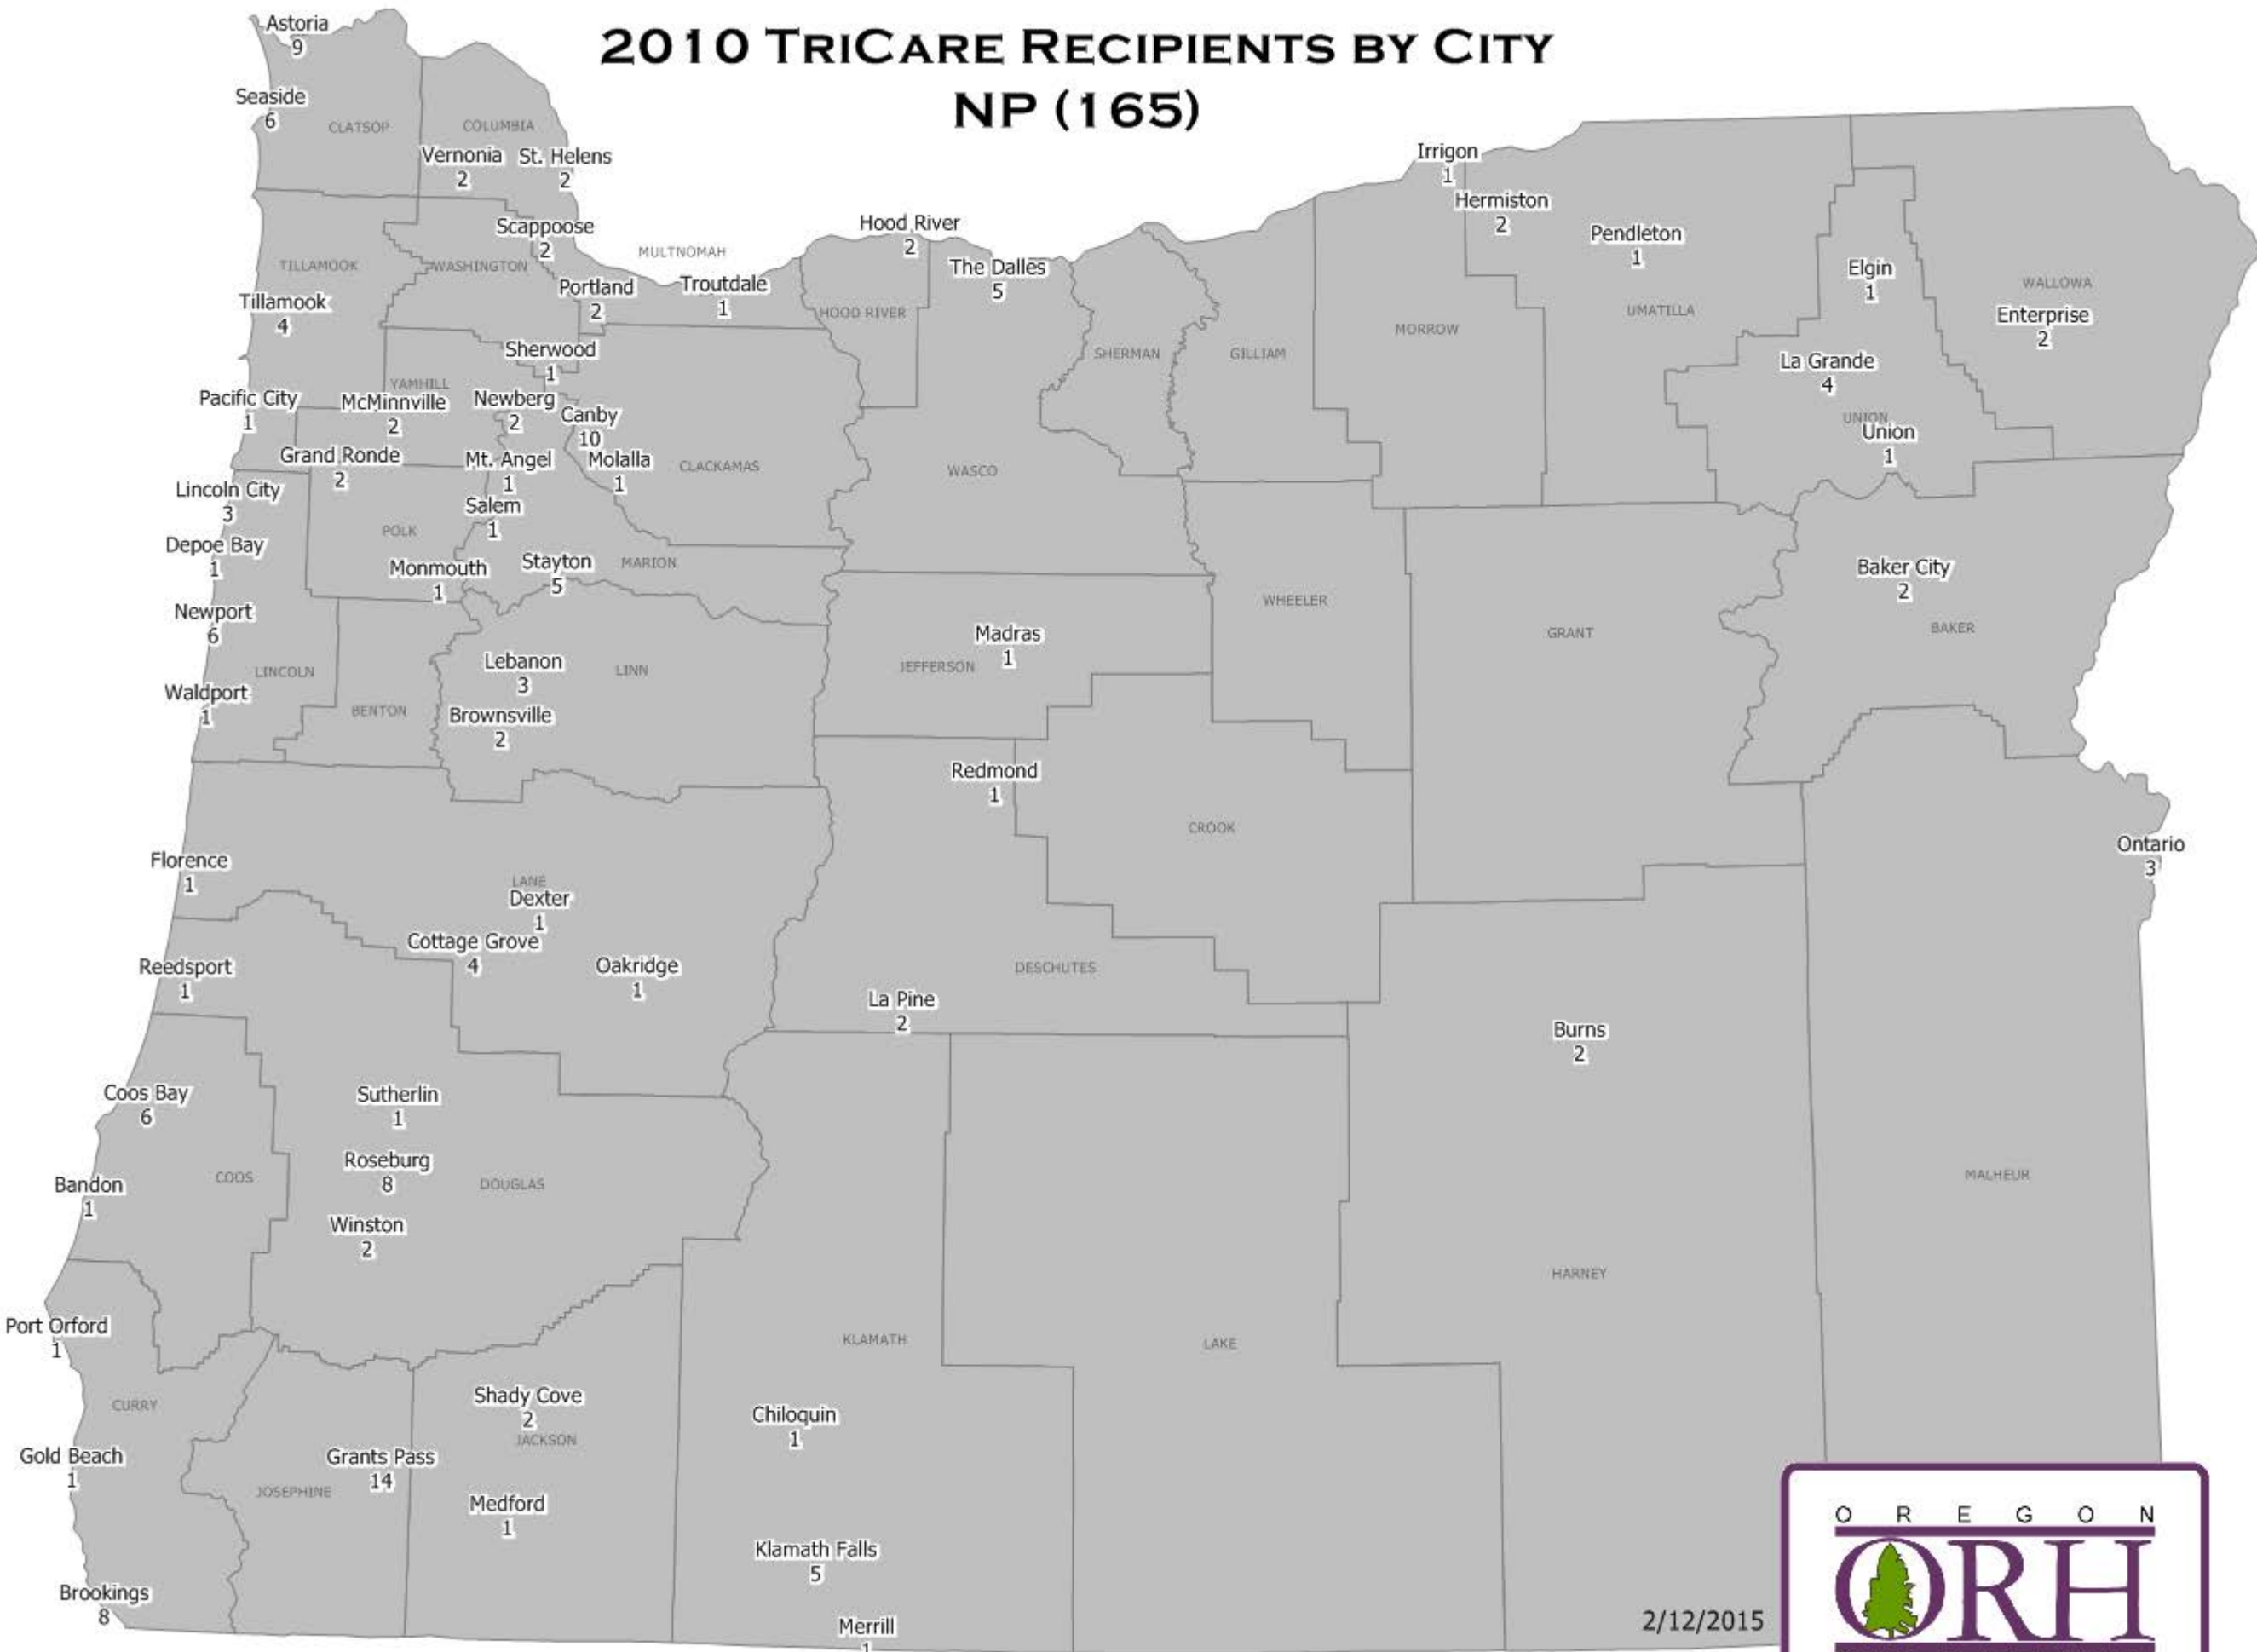 2010 TRICARE RECIPIENTS BY CITY
NP (165)
Astoria
9
Seaside
6
CLATSOP
COLUMBIA
Vernonia
2
St. Helens
2
Scappoose
2
MULTNOMAH
TILLAMOOK
WASHINGTON
Tillamook
4
Portland
2
Troutdale
1
Hood River
2
HOOD RIVER
The Dalles
5
SHERMAN
GILLIAM
MORROW
Irrigon
1
Hermiston
2
Pendleton
1
UMATILLA
Elgin
1
WALLOWA
Enterprise
2
La Grande
4
UNION
Union
1
Sherwood
1
YAMHILL
Pacific City
1
McMinnville
2
Newberg
2
Canby
10
Grand Ronde
2
Mt. Angel
1
Molalla
1
CLACKAMAS
WASCO
Lincoln City
3
Salem
1
POLK
Depoe Bay
1
Monmouth
1
Stayton
5
MARION
Newport
6
LINCOLN
Waldport
1
BENTON
Lebanon
3
LINN
Brownsville
2
Madras
1
JEFFERSON
WHEELER
GRANT
Baker City
2
BAKER
Redmond
1
CROOK
Ontario
3
Florence
1
LANE
Dexter
1
Cottage Grove
4
Oakridge
1
Reedsport
1
DESCHUTES
La Pine
2
Burns
2
Coos Bay
6
Sutherlin
1
Roseburg
8
DOUGLAS
COOS
Bandon
1
Winston
2
MALHEUR
HARNEY
Port Orford
1
KLAMATH
LAKE
CURRY
Shady Cove
2
JACKSON
Chiloquin
1
Gold Beach
1
Grants Pass
14
JOSEPHINE
Medford
1
Klamath Falls
5
Brookings
8
Merrill
1
2/12/2015
OREGON
ORH